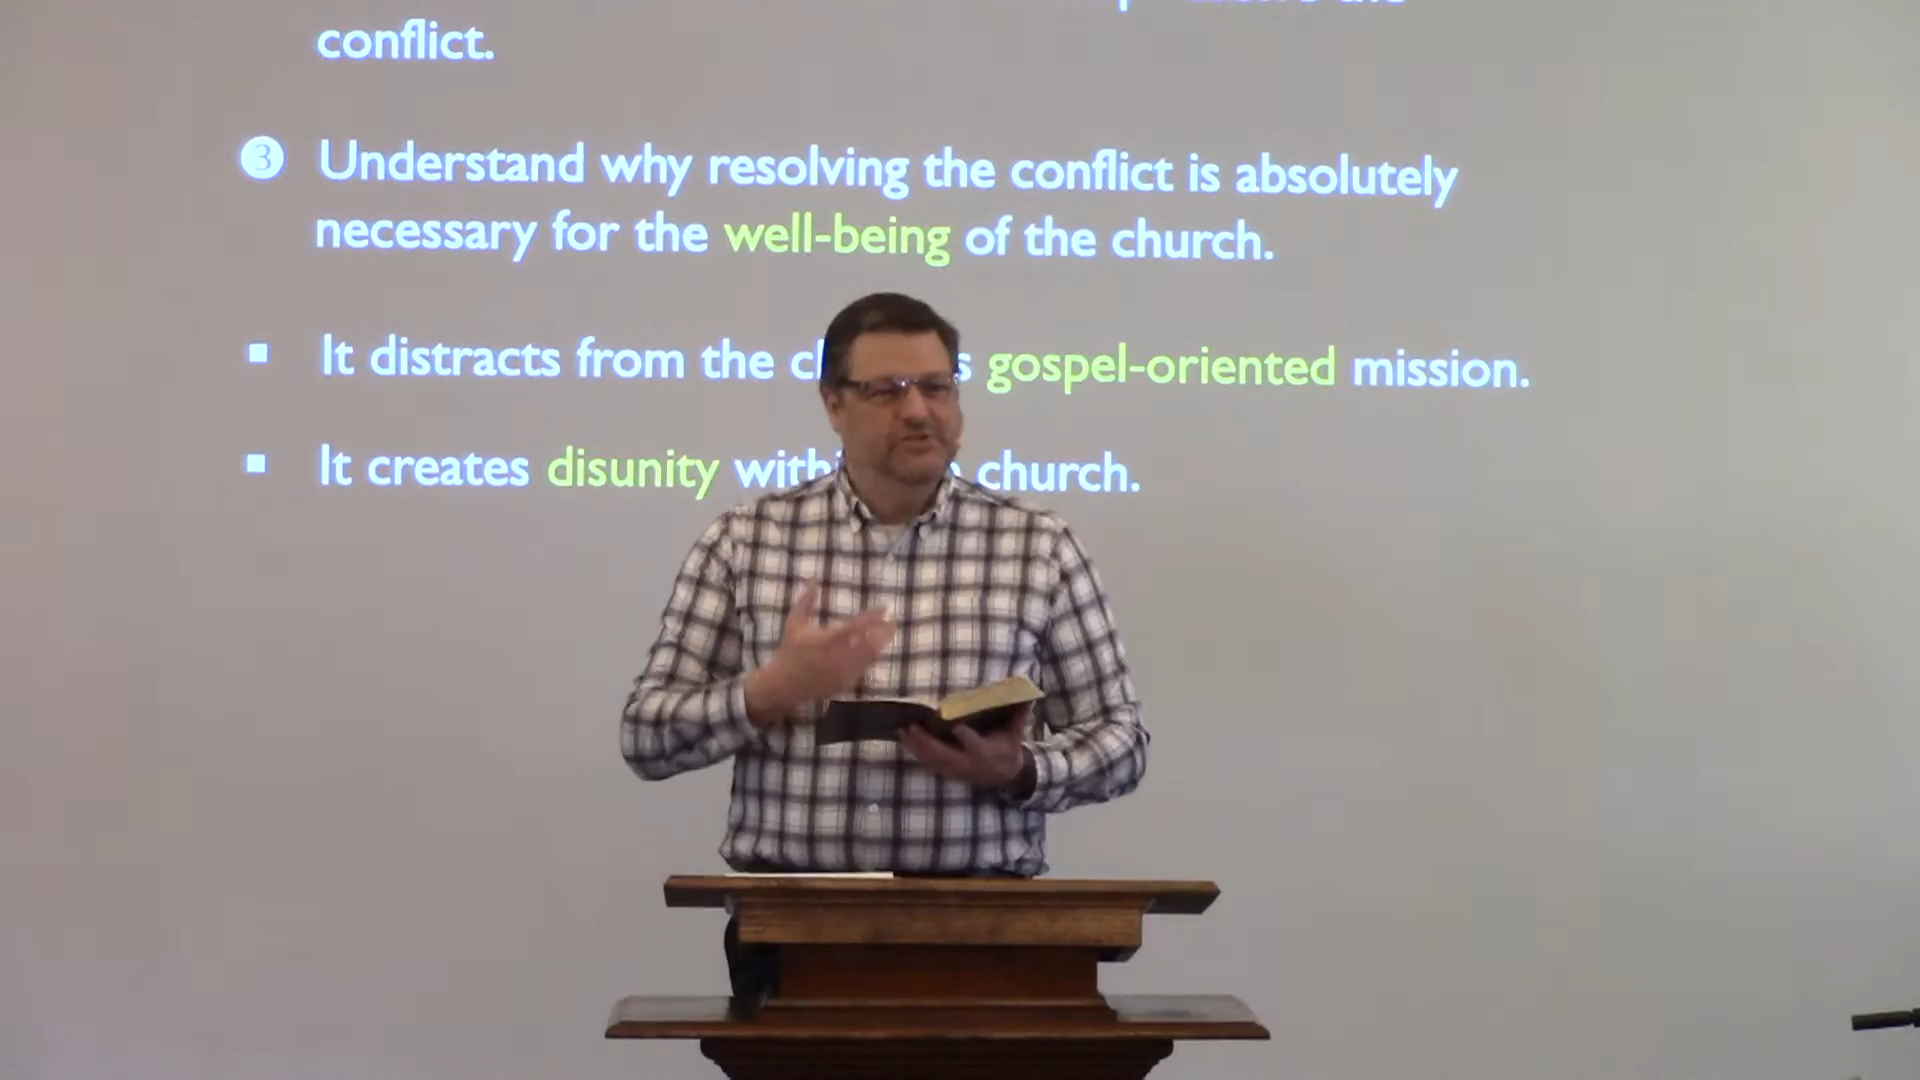 conflict.
❸ Understand why resolving the conflict is absolutely
necessary for the well-being of the church.
▪ It distracts from the gospel-oriented mission.
▪ It creates disunity church.